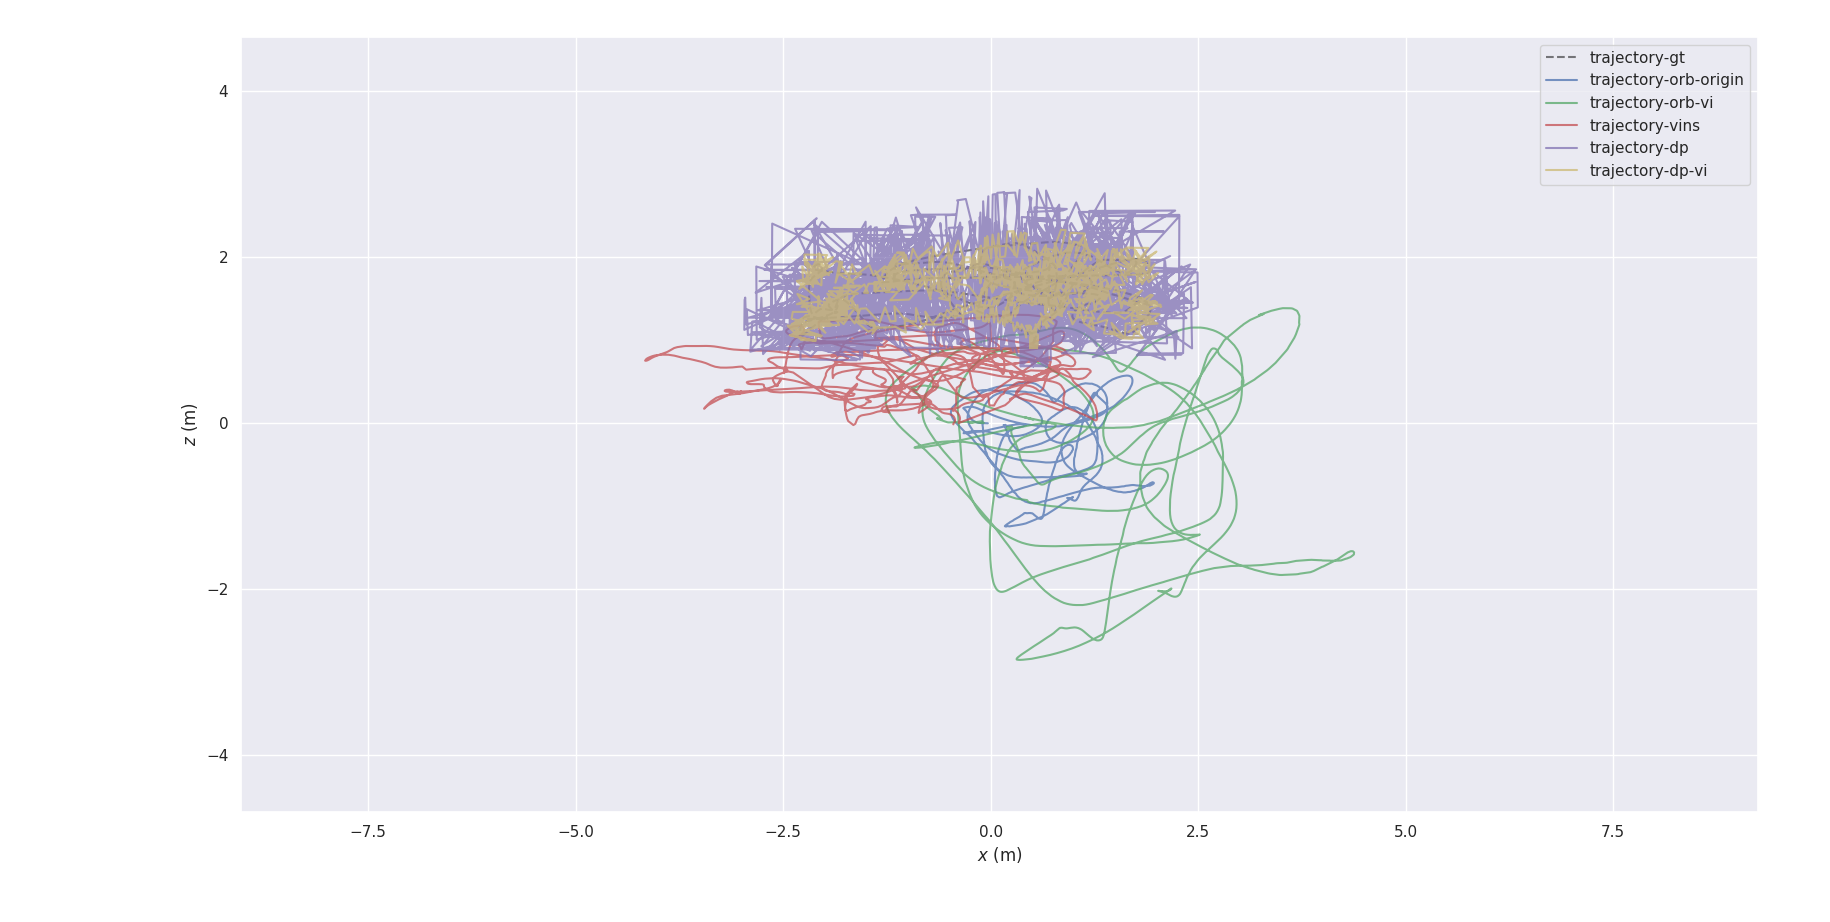 trajectory-gt
trajectory-orb-origin
trajectory-orb-vi
trajectory-vins
trajectory-dp
trajectory-dp-vi
4
2
0
−2
−4
z (m)
−7.5 −5.0 −2.5 0.0 2.5 5.0 7.5
x (m)